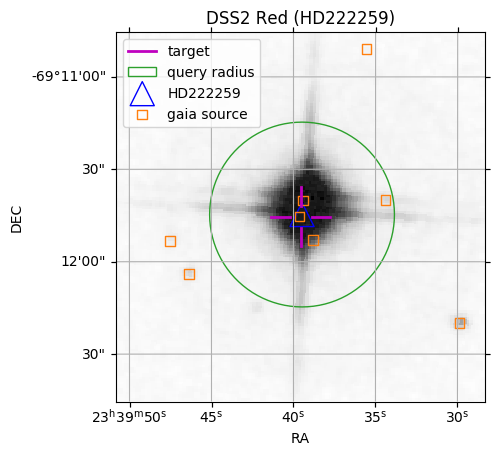 DSS2 Red (HD222259)
target
query radius
HD222259
gaia source
-69°11'00"
30"
12'00"
30"
DEC
23ʰ39ᵐ50ˢ
45ˢ
40ˢ
35ˢ
30ˢ
RA